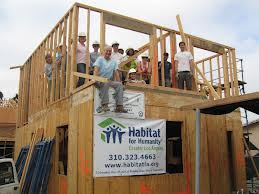 Habitat
for Humanity
Greater Los Angeles
310.323.4663
www.habitatla.org